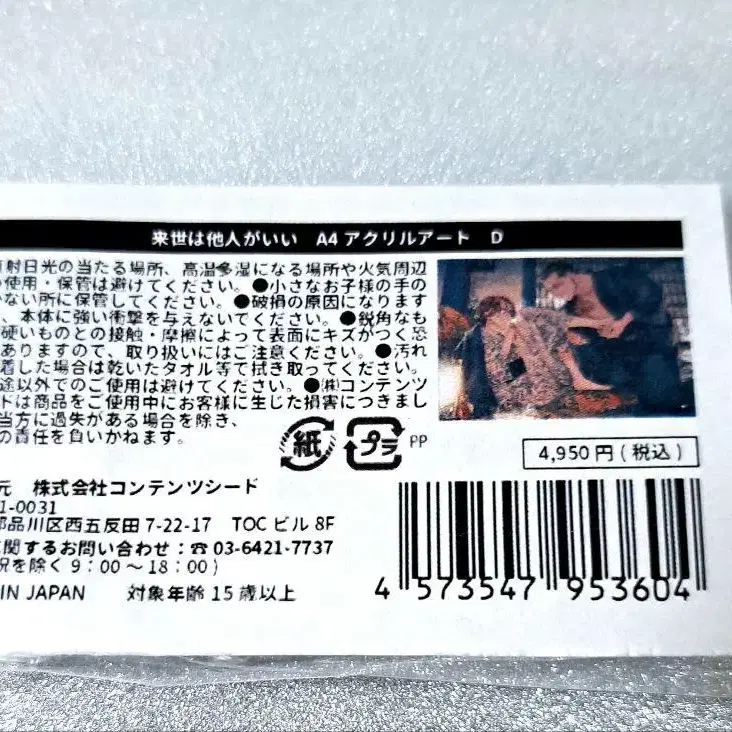 来世は他人がいい　A4アクリルアート　D
射日光の当たる場所、高温多湿になる場所や火気周辺
使用・保管は避けてください。●小さなお子様の手の
ない所に保管してください。●破損の原因になります
、本体に強い衝撃を与えないでください。●鋭角なも
硬いものとの接触・摩擦によって表面にキズがつく恐
ありますので、取り扱いにはご注意ください。●汚れ
着した場合は乾いたタオル等で拭き取ってください。
途以外でのご使用は避けてください。●㈱コンテンツ
ドは商品をご使用中にお客様に生じた損害につきまし
当方に過失がある場合を除き、
の責任を負いかねます。
紙 プラ PP
4,950円(税込)
元　株式会社コンテンツシード
1-0031
品川区西五反田7-22-17　TOCビル8F
関するお問い合わせ：☎03-6421-7737
祝を除く 9：00～18：00)
IN JAPAN　対象年齢15歳以上
4 573547 953604